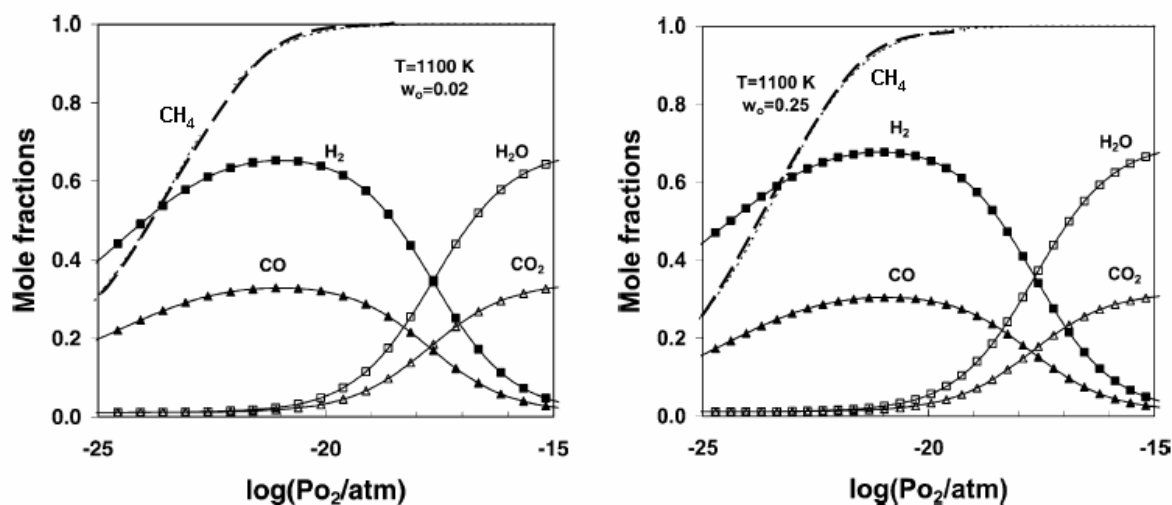 1.0
0.8
0.6
0.4
0.2
0.0
Mole fractions
T=1100 K
w₀=0.02
CH₄
H₂
H₂O
CO
CO₂
-25
-20
-15
log(Po₂/atm)
1.0
0.8
0.6
0.4
0.2
0.0
Mole fractions
T=1100 K
w₀=0.25
CH₄
H₂
H₂O
CO
CO₂
-25
-20
-15
log(Po₂/atm)